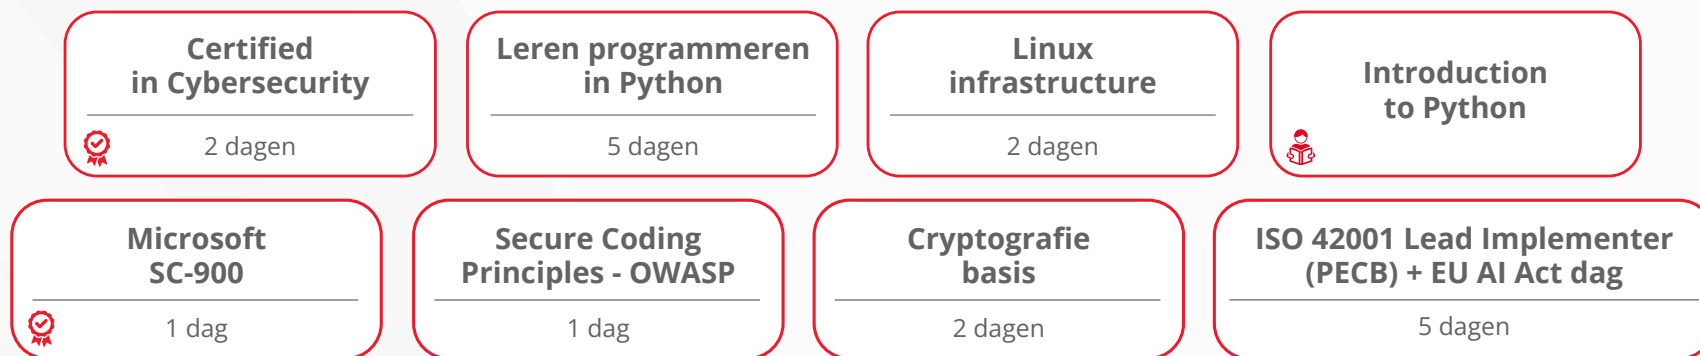 Certified
in Cybersecurity
2 dagen
Leren programmeren
in Python
5 dagen
Linux
infrastructure
2 dagen
Introduction
to Python
Microsoft
SC-900
1 dag
Secure Coding
Principles - OWASP
1 dag
Cryptografie
basis
2 dagen
ISO 42001 Lead Implementer
(PECB) + EU AI Act dag
5 dagen